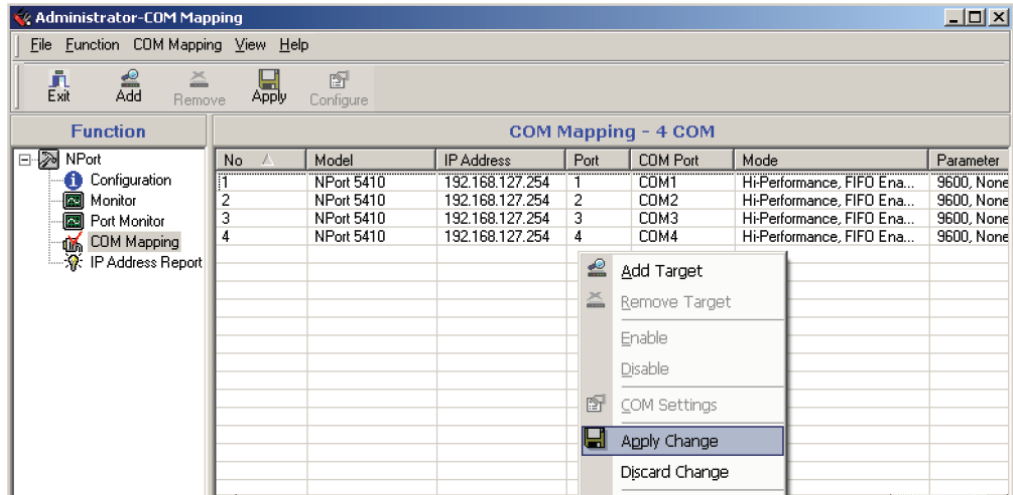 Administrator-COM Mapping
File Function COM Mapping View Help
Exit Add Remove Apply Configure
Function
COM Mapping - 4 COM
NPort
Configuration
Monitor
Port Monitor
COM Mapping
IP Address Report
No Model IP Address Port COM Port Mode Parameter
1 NPort 5410 192.168.127.254 1 COM1 Hi-Performance, FIFO Ena... 9600, None
2 NPort 5410 192.168.127.254 2 COM2 Hi-Performance, FIFO Ena... 9600, None
3 NPort 5410 192.168.127.254 3 COM3 Hi-Performance, FIFO Ena... 9600, None
4 NPort 5410 192.168.127.254 4 COM4 Hi-Performance, FIFO Ena... 9600, None
Add Target
Remove Target
Enable
Disable
COM Settings
Apply Change
Discard Change